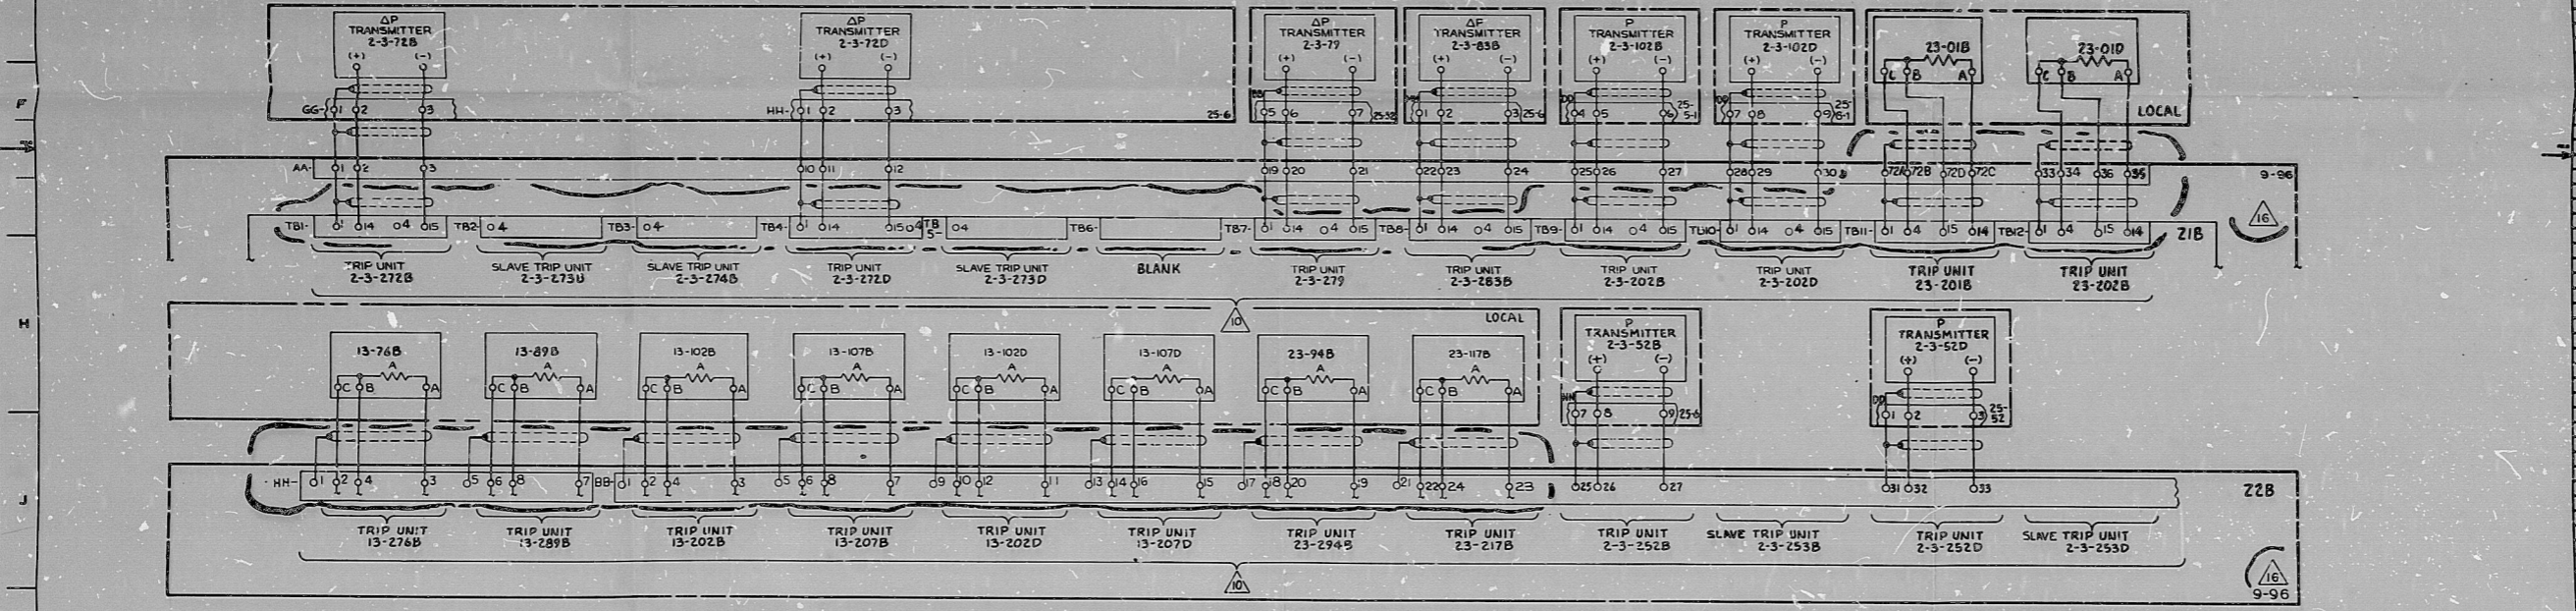 ΔP
TRANSMITTER
2-3-72B
(+) (-)
ΔP
TRANSMITTER
2-3-72D
(+) (-)
ΔP
TRANSMITTER
2-3-79
(+) (-)
ΔP
TRANSMITTER
2-3-83B
(+) (-)
P
TRANSMITTER
2-3-102B
(+) (-)
P
TRANSMITTER
2-3-102D
(+) (-)
23-01B
C B A
23-01D
C B A
LOCAL
F
GG- 1 2 3
HH- 1 2 3
25-6
5 6 7 25-52
1 2 3 25-6
DD 4 5 6 25-5-1
DD 7 8 9 25-6-1
AA- 1 2 3 10 11 12 19 20 21 22 23 24 25 26 27 28 29 30 72A 72B 72D 72C 33 34 36 35
9-96
16
TB1- 1 14 4 15
TB2- 4
TB3- 4
TB4- 1 14 15 4
TB5- 4
TB6-
TB7- 1 14 4 15
TB8- 1 14 4 15
TB9- 1 14 4 15
TB10- 1 14 4 15
TB11- 1 4 15 14
TB12- 1 4 15 14
Z1B
TRIP UNIT
2-3-272B
SLAVE TRIP UNIT
2-3-273B
SLAVE TRIP UNIT
2-3-274B
TRIP UNIT
2-3-272D
SLAVE TRIP UNIT
2-3-273D
BLANK
TRIP UNIT
2-3-279
TRIP UNIT
2-3-283B
TRIP UNIT
2-3-202B
TRIP UNIT
2-3-202D
TRIP UNIT
23-201B
TRIP UNIT
23-202B
10
H
LOCAL
13-76B
A
C B A
13-89B
A
C B A
13-102B
A
C B A
13-107B
A
C B A
13-102D
A
C B A
13-107D
A
C B A
23-94B
A
C B A
23-117B
A
C B A
P
TRANSMITTER
2-3-52B
(+) (-)
7 8 9 25-6
P
TRANSMITTER
2-3-52D
(+) (-)
DD 1 2 3 25-52
J
HH- 1 2 4 3 5 6 8 7
BB- 1 2 4 3 5 6 8 7 9 10 12 11 13 14 16 15 17 18 20 19 21 22 24 23 25 26 27 31 32 33
Z2B
TRIP UNIT
13-276B
TRIP UNIT
13-289B
TRIP UNIT
13-202B
TRIP UNIT
13-207B
TRIP UNIT
13-202D
TRIP UNIT
13-207D
TRIP UNIT
23-294B
TRIP UNIT
23-217B
TRIP UNIT
2-3-252B
SLAVE TRIP UNIT
2-3-253B
TRIP UNIT
2-3-252D
SLAVE TRIP UNIT
2-3-253D
10
16
9-96